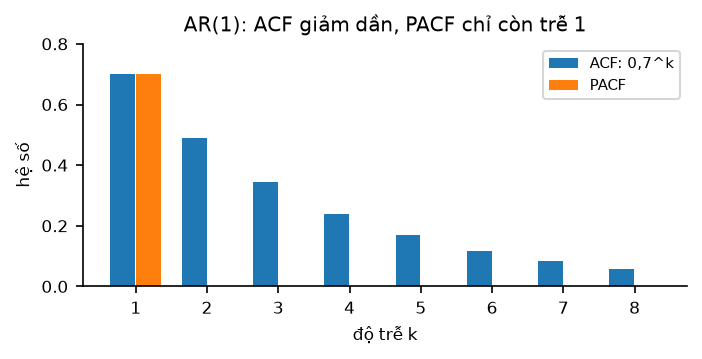 AR(1): ACF giảm dần, PACF chỉ còn trễ 1
ACF: 0,7^k
PACF
hệ số
0.8
0.6
0.4
0.2
0.0
1 2 3 4 5 6 7 8
độ trễ k